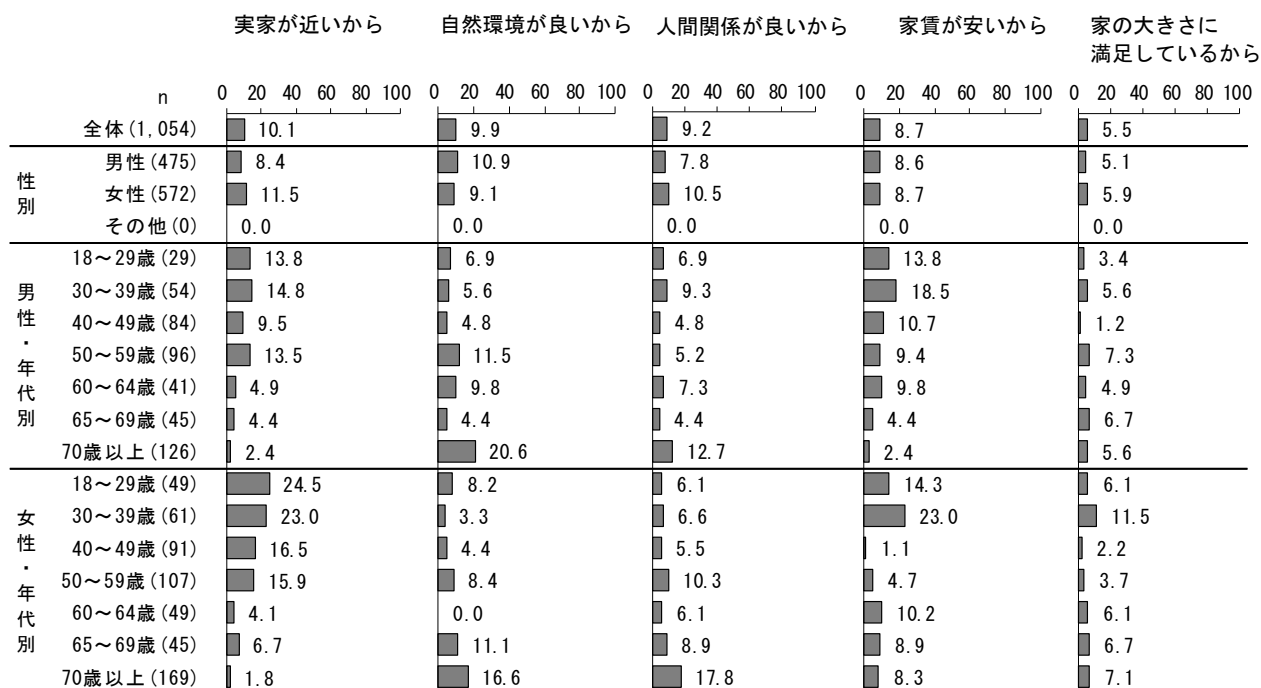 実家が近いから 自然環境が良いから 人間関係が良いから 家賃が安いから 家の大きさに
満足しているから
n 0 20 40 60 80 100 0 20 40 60 80 100 0 20 40 60 80 100 0 20 40 60 80 100 0 20 40 60 80 100
全体(1,054) 10.1 9.9 9.2 8.7 5.5
性別
男性(475) 8.4 10.9 7.8 8.6 5.1
女性(572) 11.5 9.1 10.5 8.7 5.9
その他(0) 0.0 0.0 0.0 0.0 0.0
男性・年代別
18～29歳(29) 13.8 6.9 6.9 13.8 3.4
30～39歳(54) 14.8 5.6 9.3 18.5 5.6
40～49歳(84) 9.5 4.8 4.8 10.7 1.2
50～59歳(96) 13.5 11.5 5.2 9.4 7.3
60～64歳(41) 4.9 9.8 7.3 9.8 4.9
65～69歳(45) 4.4 4.4 4.4 4.4 6.7
70歳以上(126) 2.4 20.6 12.7 2.4 5.6
女性・年代別
18～29歳(49) 24.5 8.2 6.1 14.3 6.1
30～39歳(61) 23.0 3.3 6.6 23.0 11.5
40～49歳(91) 16.5 4.4 5.5 1.1 2.2
50～59歳(107) 15.9 8.4 10.3 4.7 3.7
60～64歳(49) 4.1 0.0 6.1 10.2 6.1
65～69歳(45) 6.7 11.1 8.9 8.9 6.7
70歳以上(169) 1.8 16.6 17.8 8.3 7.1